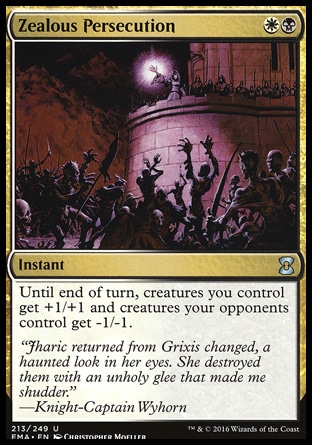 Zealous Persecution
Instant
Until end of turn, creatures you control
get +1/+1 and creatures your opponents
control get -1/-1.
“Jharic returned from Grixis changed, a
haunted look in her eyes. She destroyed
them with an unholy glee that made me
shudder.”
—Knight-Captain Wyhorn
213/249 U
EMA • EN Christopher Moeller
™ & © 2016 Wizards of the Coast